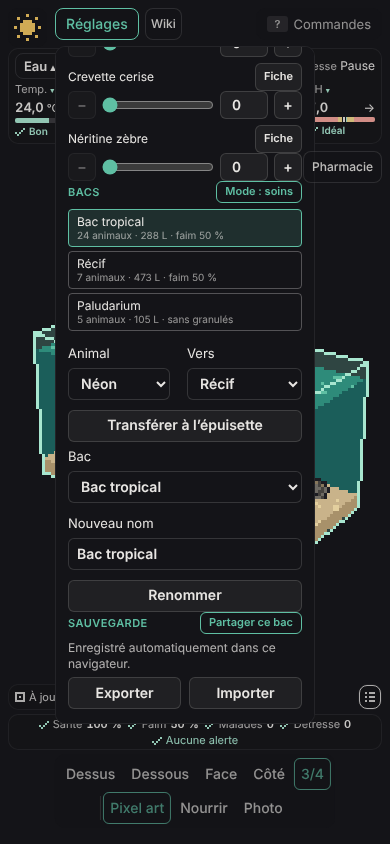 Réglages
Wiki
? Commandes
Eau
Pause
Temp.
24,0
Bon
Idéal
Pharmacie
Crevette cerise
Fiche
− 0 +
Néritine zèbre
Fiche
− 0 +
BACS
Mode : soins
Bac tropical
24 animaux · 288 L · faim 50 %
Récif
7 animaux · 473 L · faim 50 %
Paludarium
5 animaux · 105 L · sans granulés
Animal
Vers
Néon
Récif
Transférer à l’épuisette
Bac
Bac tropical
Nouveau nom
Bac tropical
Renommer
SAUVEGARDE
Partager ce bac
Enregistré automatiquement dans ce
navigateur.
Exporter
Importer
À jou
Santé 100 % Faim 50 % Malades 0 Détresse 0
Aucune alerte
Dessus Dessous Face Côté 3/4
Pixel art Nourrir Photo